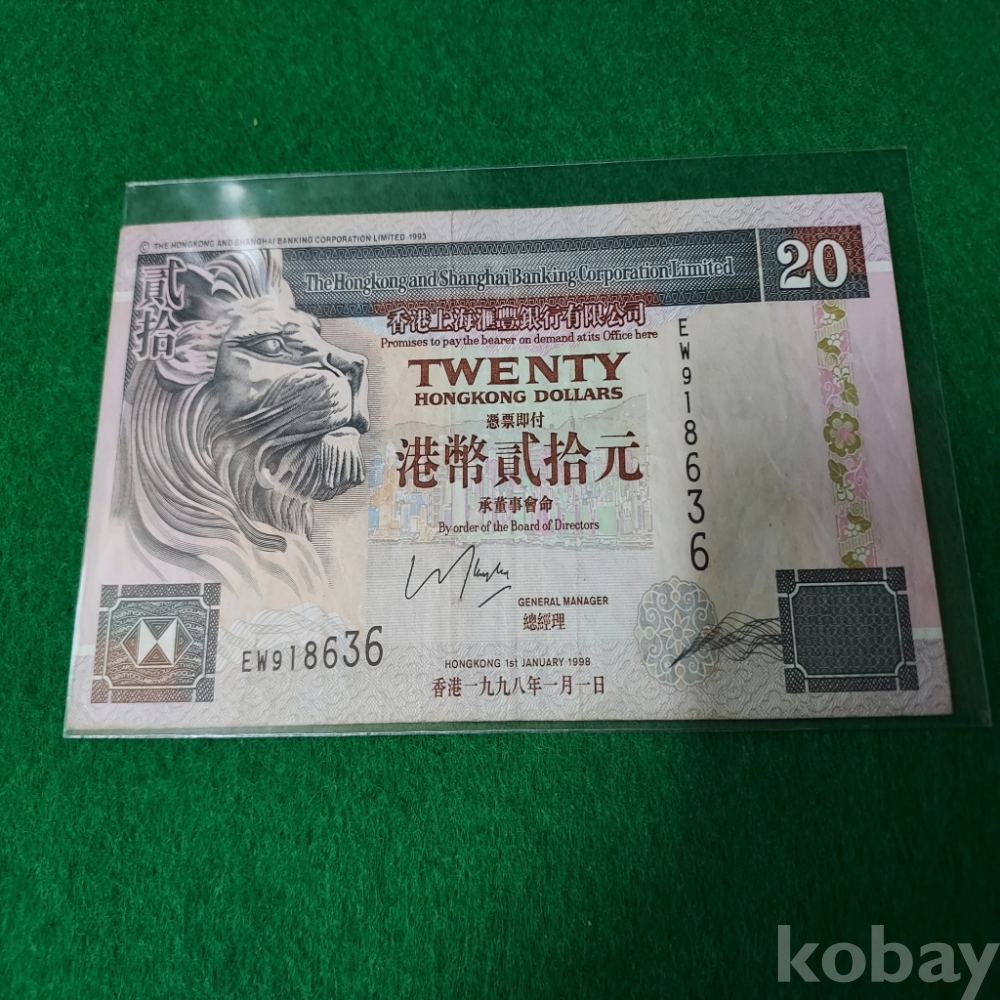 © THE HONGKONG AND SHANGHAI BANKING CORPORATION LIMITED 1993
貳拾
The Hongkong and Shanghai Banking Corporation Limited
20
香港上海滙豐銀行有限公司
Promises to pay the bearer on demand at its Office here
TWENTY
HONGKONG DOLLARS
憑票即付
港幣貳拾元
承董事會命
By order of the Board of Directors
EW918636
GENERAL MANAGER
總經理
EW918636
HONGKONG 1st JANUARY 1998
香港一九九八年一月一日
kobay